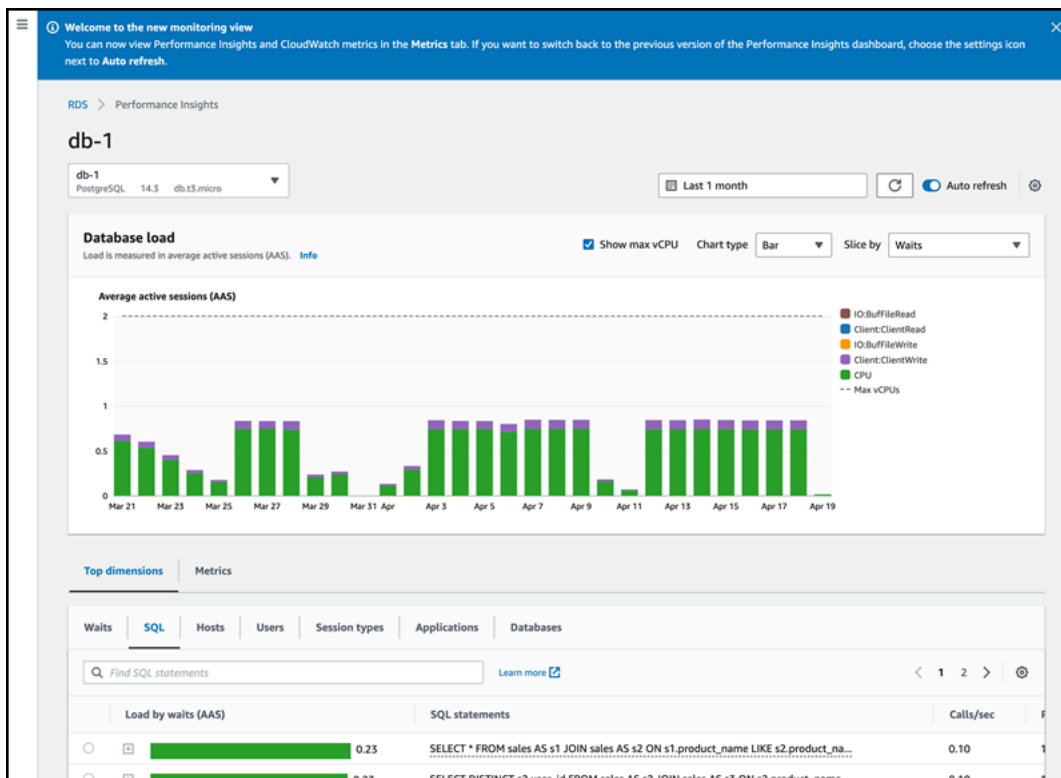 Welcome to the new monitoring view
You can now view Performance Insights and CloudWatch metrics in the Metrics tab. If you want to switch back to the previous version of the Performance Insights dashboard, choose the settings icon
next to Auto refresh.
RDS > Performance Insights
db-1
db-1
PostgreSQL 14.3 db.t3.micro
Last 1 month
Auto refresh
Database load
Load is measured in average active sessions (AAS). Info
Show max vCPU
Chart type
Bar
Slice by
Waits
Average active sessions (AAS)
2
1.5
1
0.5
0
Mar 21 Mar 23 Mar 25 Mar 27 Mar 29 Mar 31 Apr Apr 3 Apr 5 Apr 7 Apr 9 Apr 11 Apr 13 Apr 15 Apr 17 Apr 19
IO:BufFileRead
Client:ClientRead
IO:BufFileWrite
Client:ClientWrite
CPU
-- Max vCPUs
Top dimensions Metrics
Waits SQL Hosts Users Session types Applications Databases
Find SQL statements
Learn more
< 1 2 >
Load by waits (AAS) SQL statements Calls/sec
0.23 SELECT * FROM sales AS s1 JOIN sales AS s2 ON s1.product_name LIKE s2.product_na... 0.10